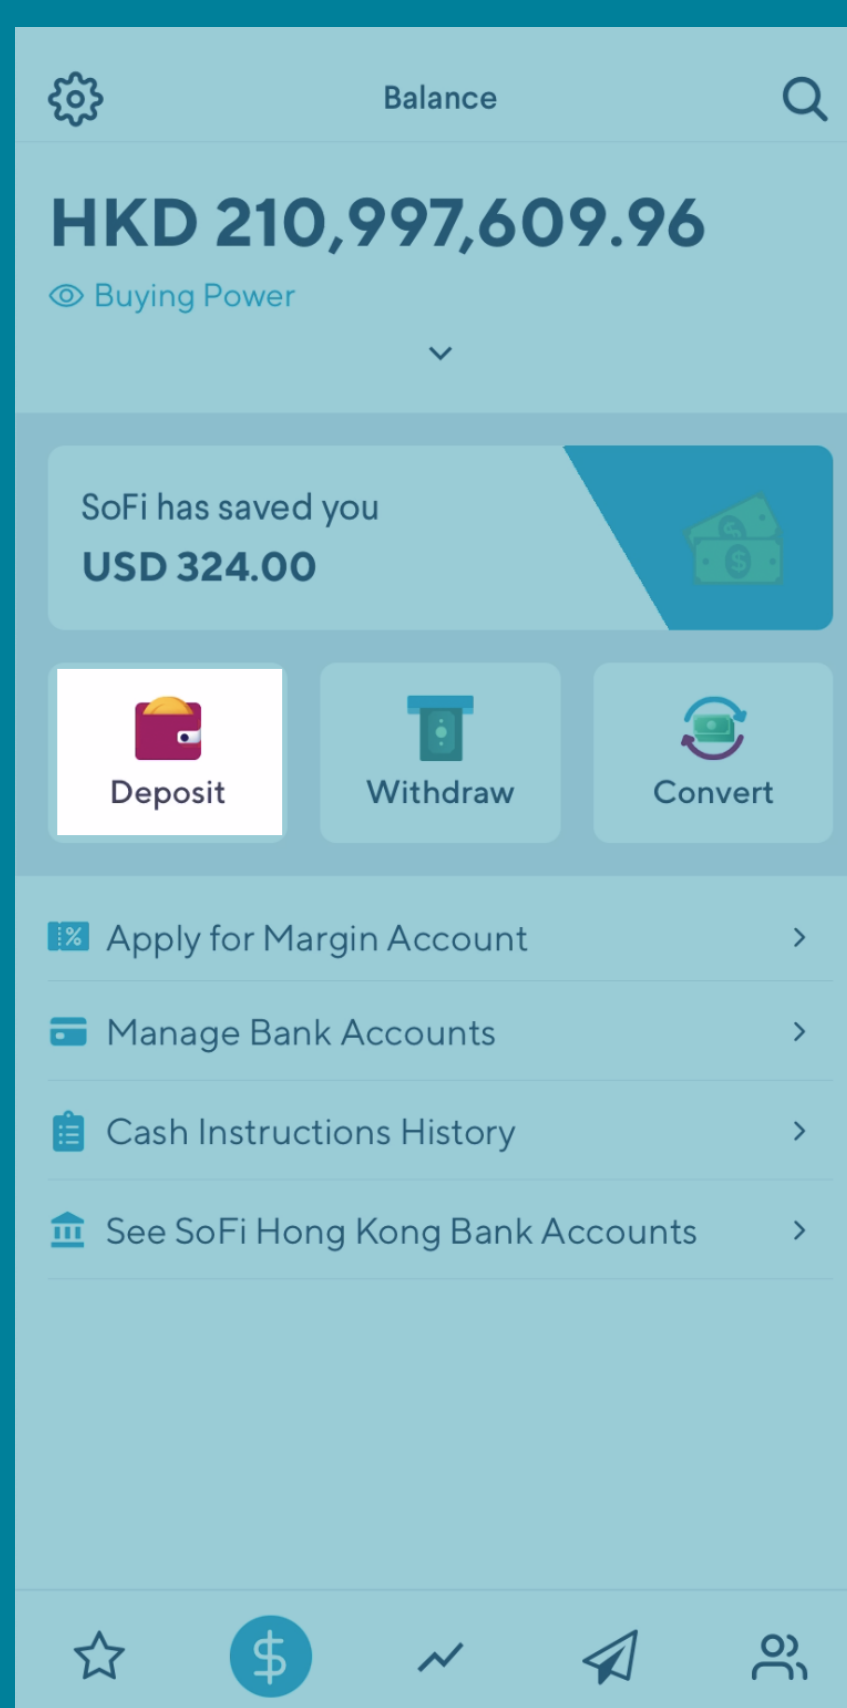 Balance
HKD 210,997,609.96
Buying Power
SoFi has saved you
USD 324.00
Deposit
Withdraw
Convert
Apply for Margin Account
Manage Bank Accounts
Cash Instructions History
See SoFi Hong Kong Bank Accounts